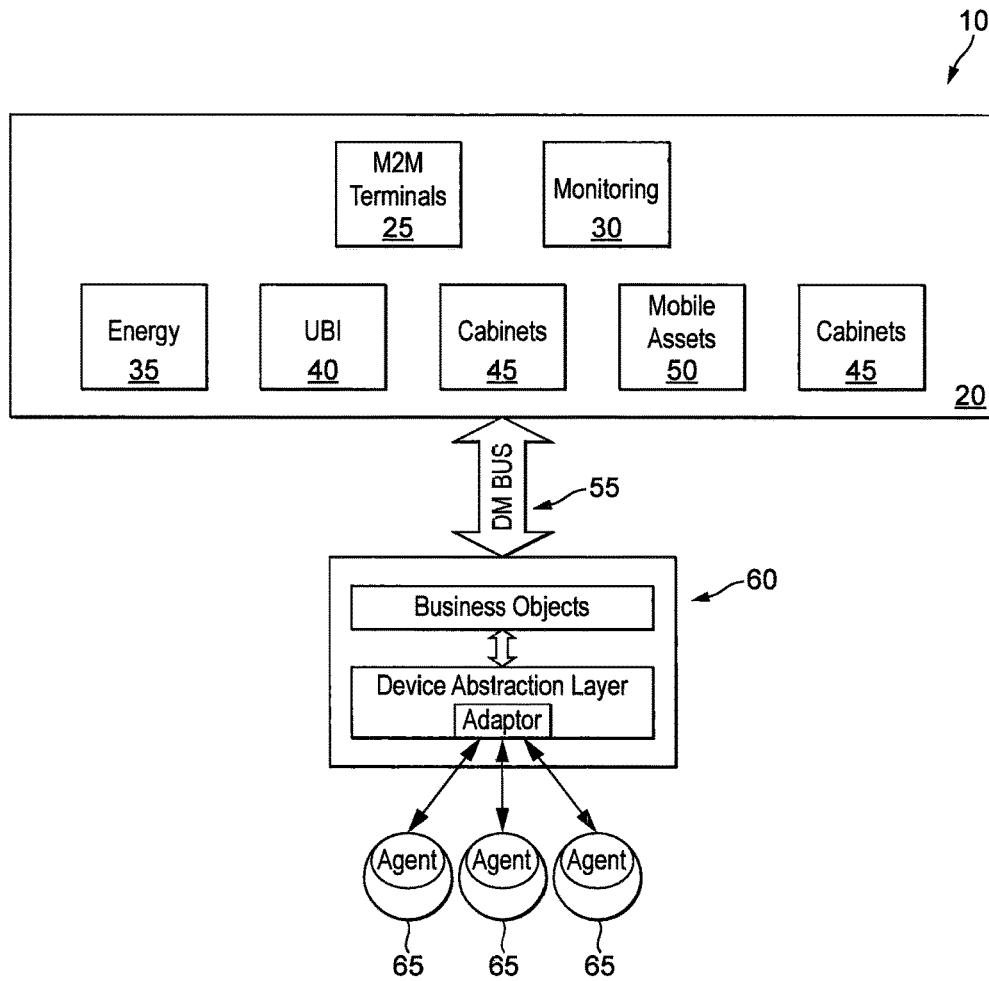 10
M2M
Terminals
25
Monitoring
30
Energy
35
UBI
40
Cabinets
45
Mobile
Assets
50
Cabinets
45
20
DM BUS
55
60
Business Objects
Device Abstraction Layer
Adaptor
Agent
Agent
Agent
65
65
65